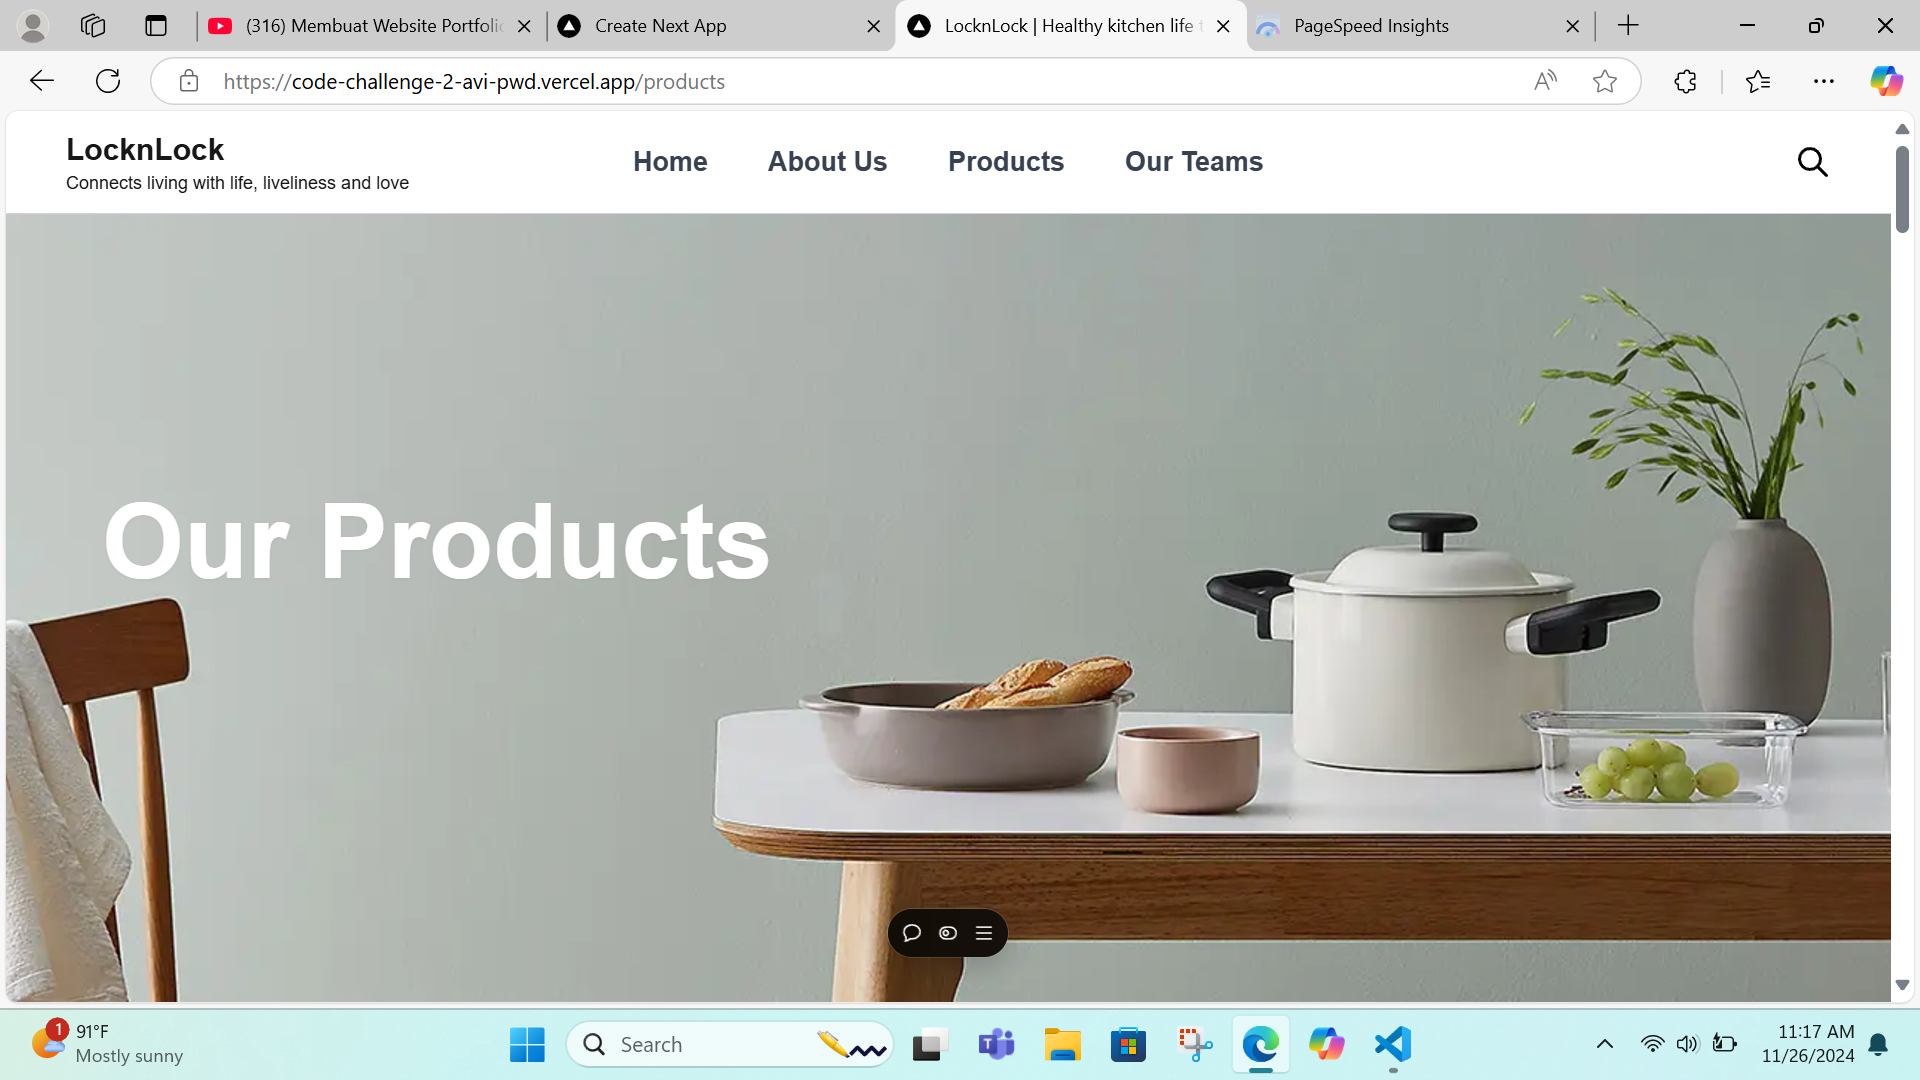 (316) Membuat Website Portfolio
Create Next App
LocknLock | Healthy kitchen life t
PageSpeed Insights
https://code-challenge-2-avi-pwd.vercel.app/products
LocknLock
Connects living with life, liveliness and love
Home
About Us
Products
Our Teams
Our Products
1
91°F
Mostly sunny
Search
11:17 AM
11/26/2024